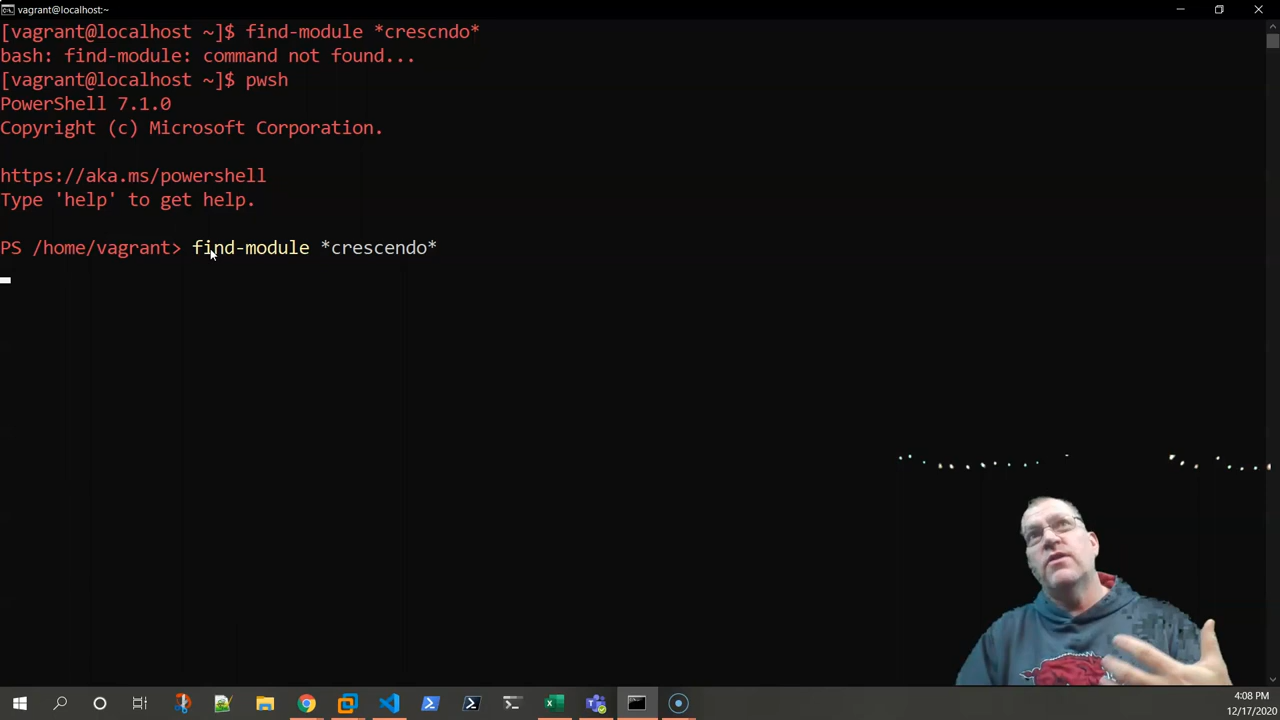 vagrant@localhost:~
[vagrant@localhost ~]$ find-module *crescndo*
bash: find-module: command not found...
[vagrant@localhost ~]$ pwsh
PowerShell 7.1.0
Copyright (c) Microsoft Corporation.
https://aka.ms/powershell
Type 'help' to get help.
PS /home/vagrant> find-module *crescendo*
4:08 PM
12/17/2020